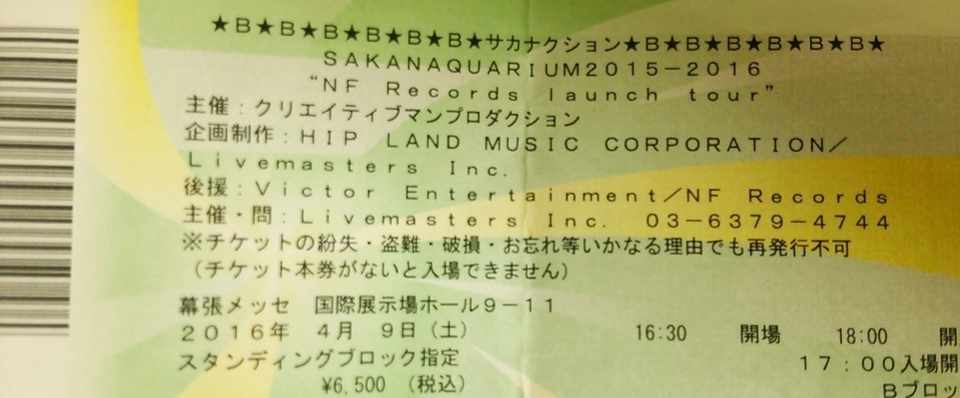 ★B★B★B★B★B★B★サカナクション★B★B★B★B★B★B★
SAKANAQUARIUM2015−2016
“NF Records launch tour”
主催：クリエイティブマンプロダクション
企画制作：HIP LAND MUSIC CORPORATION／
Livemasters Inc.
後援：Victor Entertainment／NF Records
主催・問：Livemasters Inc. 03−6379−4744
※チケットの紛失・盗難・破損・お忘れ等いかなる理由でも再発行不可
（チケット本券がないと入場できません）
幕張メッセ 国際展示場ホール9−11
2016年 4月 9日（土） 16:30 開場 18:00 開
スタンディングブロック指定 17：00入場開
¥6,500 （税込） Bブロッ